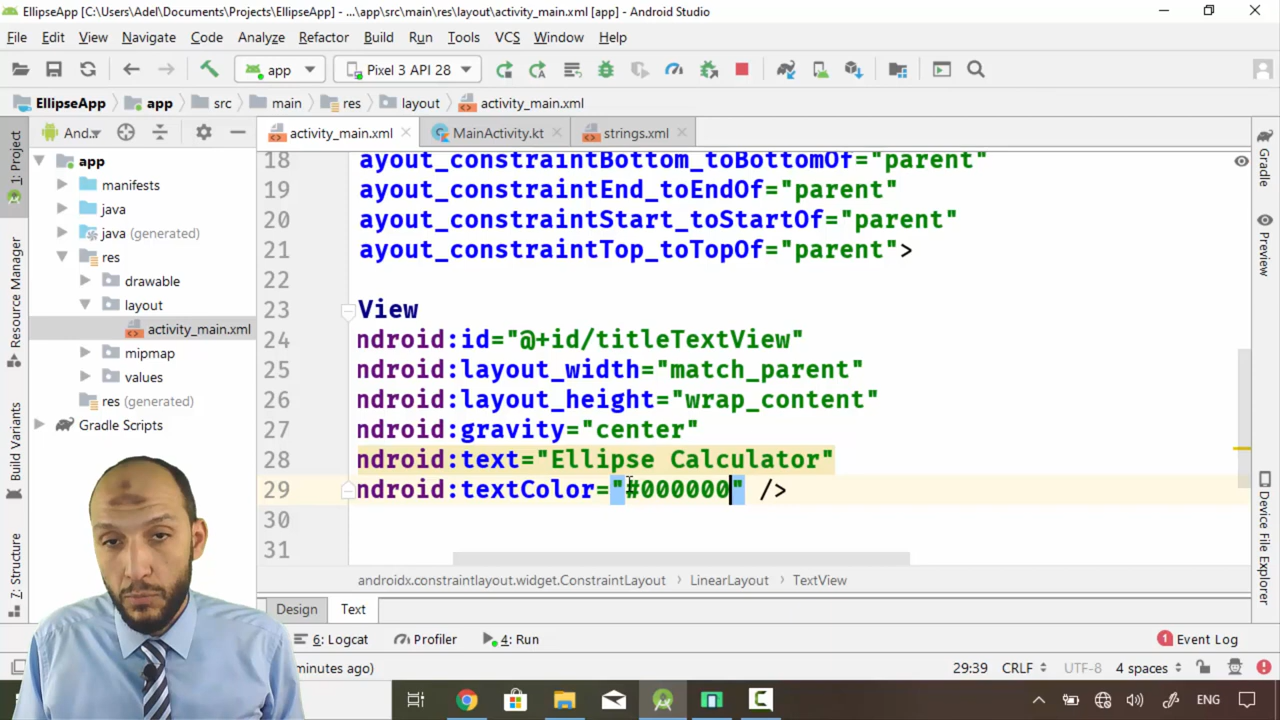 EllipseApp [C:\Users\Adel\Documents\Projects\EllipseApp] - ...\app\src\main\res\layout\activity_main.xml [app] - Android Studio
File Edit View Navigate Code Analyze Refactor Build Run Tools VCS Window Help
app Pixel 3 API 28
EllipseApp app src main res layout activity_main.xml
And... activity_main.xml MainActivity.kt strings.xml
1: Project
Resource Manager
Build Variants
Z: Structure
app
manifests
java
java (generated)
res
drawable
layout
activity_main.xml
mipmap
values
res (generated)
Gradle Scripts
18 ayout_constraintBottom_toBottomOf="parent"
19 ayout_constraintEnd_toEndOf="parent"
20 ayout_constraintStart_toStartOf="parent"
21 ayout_constraintTop_toTopOf="parent">
22
23 View
24 ndroid:id="@+id/titleTextView"
25 ndroid:layout_width="match_parent"
26 ndroid:layout_height="wrap_content"
27 ndroid:gravity="center"
28 ndroid:text="Ellipse Calculator"
29 ndroid:textColor="#000000" />
30
31
androidx.constraintlayout.widget.ConstraintLayout LinearLayout TextView
Design Text
Gradle
Preview
Device File Explorer
6: Logcat Profiler 4: Run 1 Event Log
minutes ago) 29:39 CRLF UTF-8 4 spaces
ENG